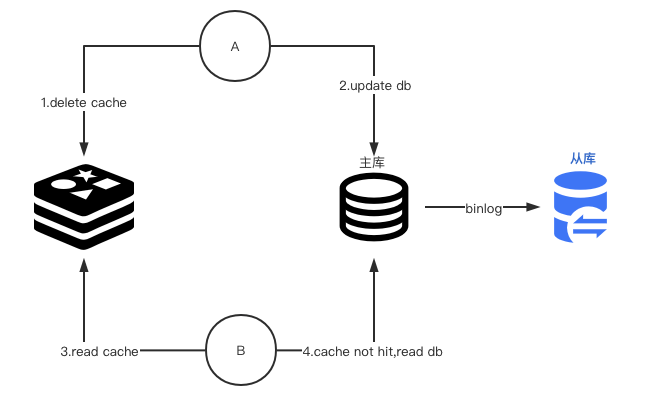 A
1.delete cache
2.update db
主库
从库
binlog
3.read cache
B
4.cache not hit,read db